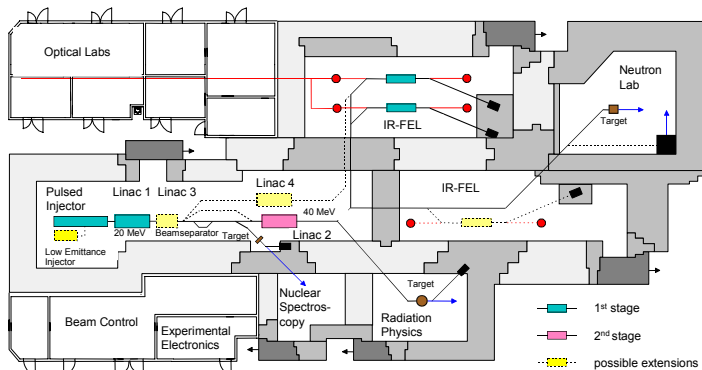 Optical Labs
Neutron
Lab
Target
IR-FEL
Pulsed
Injector
Linac 1
Linac 3
Linac 4
IR-FEL
40 MeV
20 MeV
Beamseparator
Target
Linac 2
Low Emittance
Injector
Nuclear
Spectros-
copy
Target
Radiation
Physics
Beam Control
Experimental
Electronics
1st stage
2nd stage
possible extensions